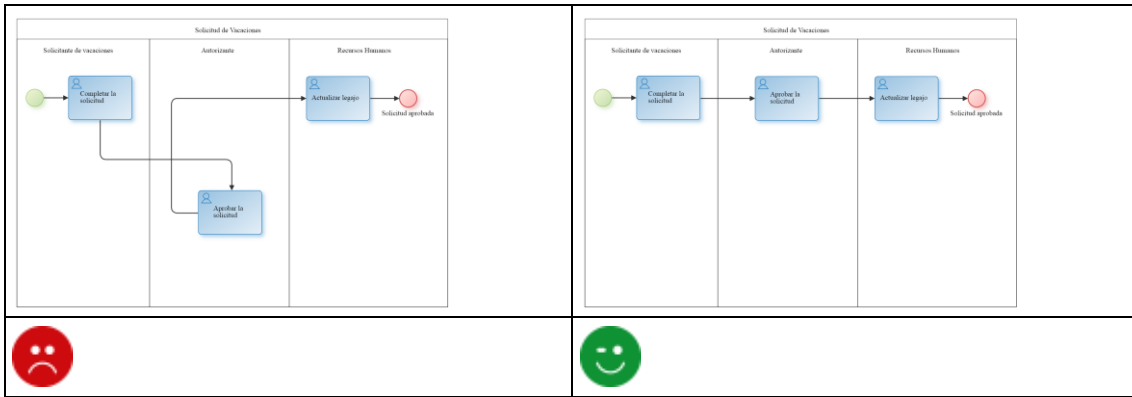 Solicitud de Vacaciones
Solicitante de vacaciones
Autorizante
Recursos Humanos
Completar la
solicitud
Actualizar legajo
Solicitud aprobada
Aprobar la
solicitud
Solicitud de Vacaciones
Solicitante de vacaciones
Autorizante
Recursos Humanos
Completar la
solicitud
Aprobar la
solicitud
Actualizar legajo
Solicitud aprobada